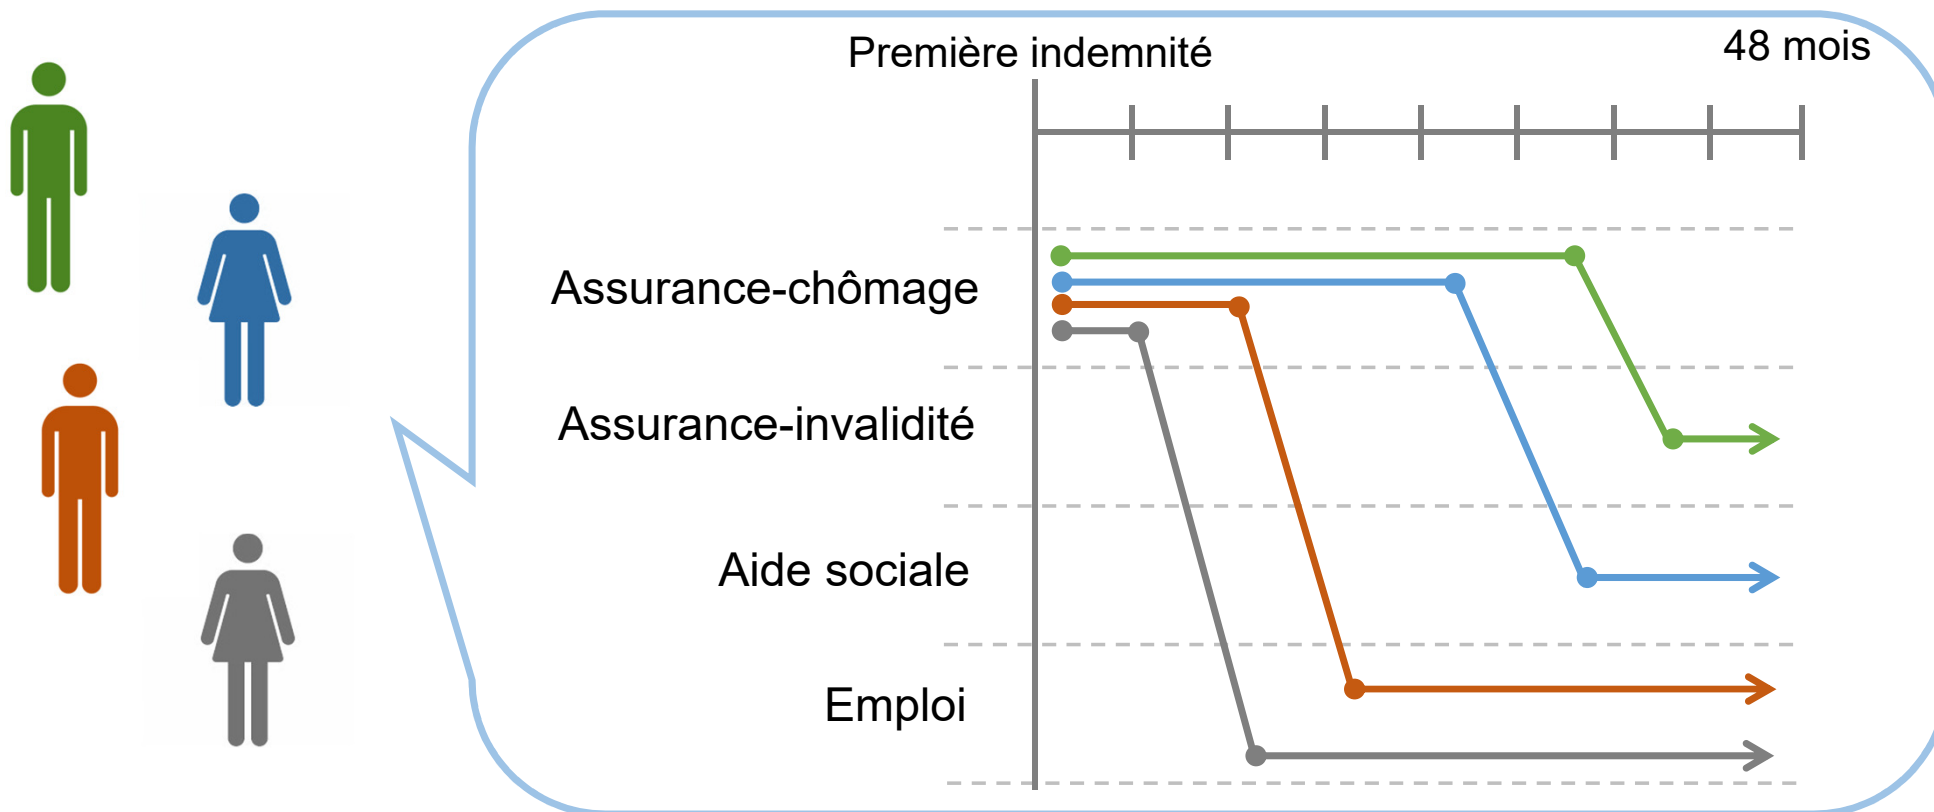 Première indemnité
48 mois
Assurance-chômage
Assurance-invalidité
Aide sociale
Emploi